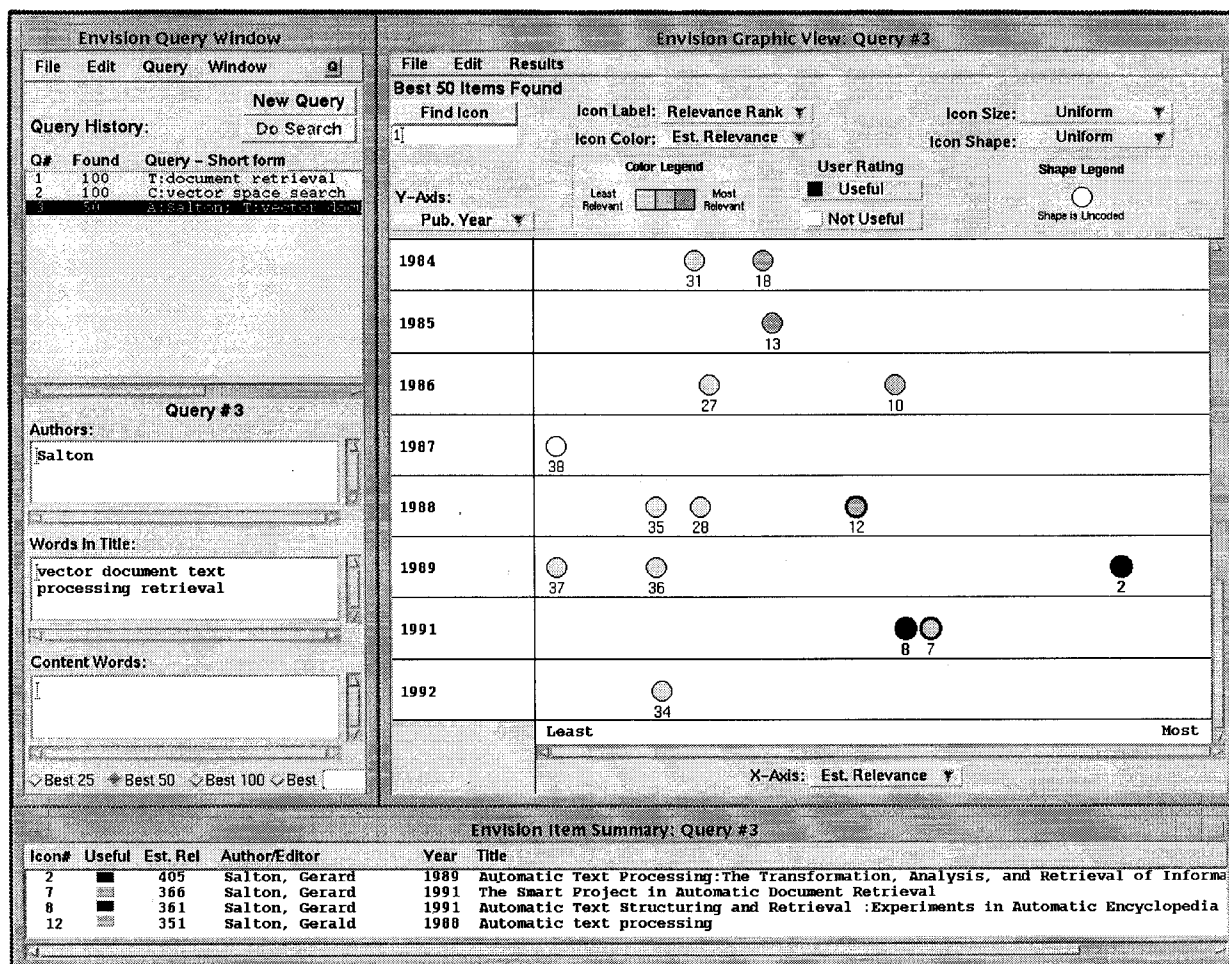 Envision Query Window
File Edit Query Window Q
New Query
Query History: Do Search
Q# Found Query - Short form
1 100 T:document retrieval
2 100 C:vector space search
3 50 A:Salton; T:vector docu
Query #3
Authors:
Salton
Words in Title:
vector document text
processing retrieval
Content Words:
Best 25 Best 50 Best 100 Best
Envision Graphic View: Query #3
File Edit Results
Best 50 Items Found
Find Icon
1
Icon Label: Relevance Rank
Icon Size: Uniform
Icon Color: Est. Relevance
Icon Shape: Uniform
Color Legend
Least Relevant
Most Relevant
User Rating
Useful
Not Useful
Shape Legend
Shape is Uncoded
Y-Axis:
Pub. Year
1984
31 18
1985
13
1986
27 10
1987
38
1988
35 28 12
1989
37 36 2
1991
8 7
1992
34
Least Most
X-Axis: Est. Relevance
Envision Item Summary: Query #3
Icon# Useful Est. Rel Author/Editor Year Title
2 405 Salton, Gerard 1989 Automatic Text Processing:The Transformation, Analysis, and Retrieval of Informa
7 366 Salton, Gerard 1991 The Smart Project in Automatic Document Retrieval
8 361 Salton, Gerard 1991 Automatic Text Structuring and Retrieval :Experiments in Automatic Encyclopedia
12 351 Salton, Gerald 1988 Automatic text processing